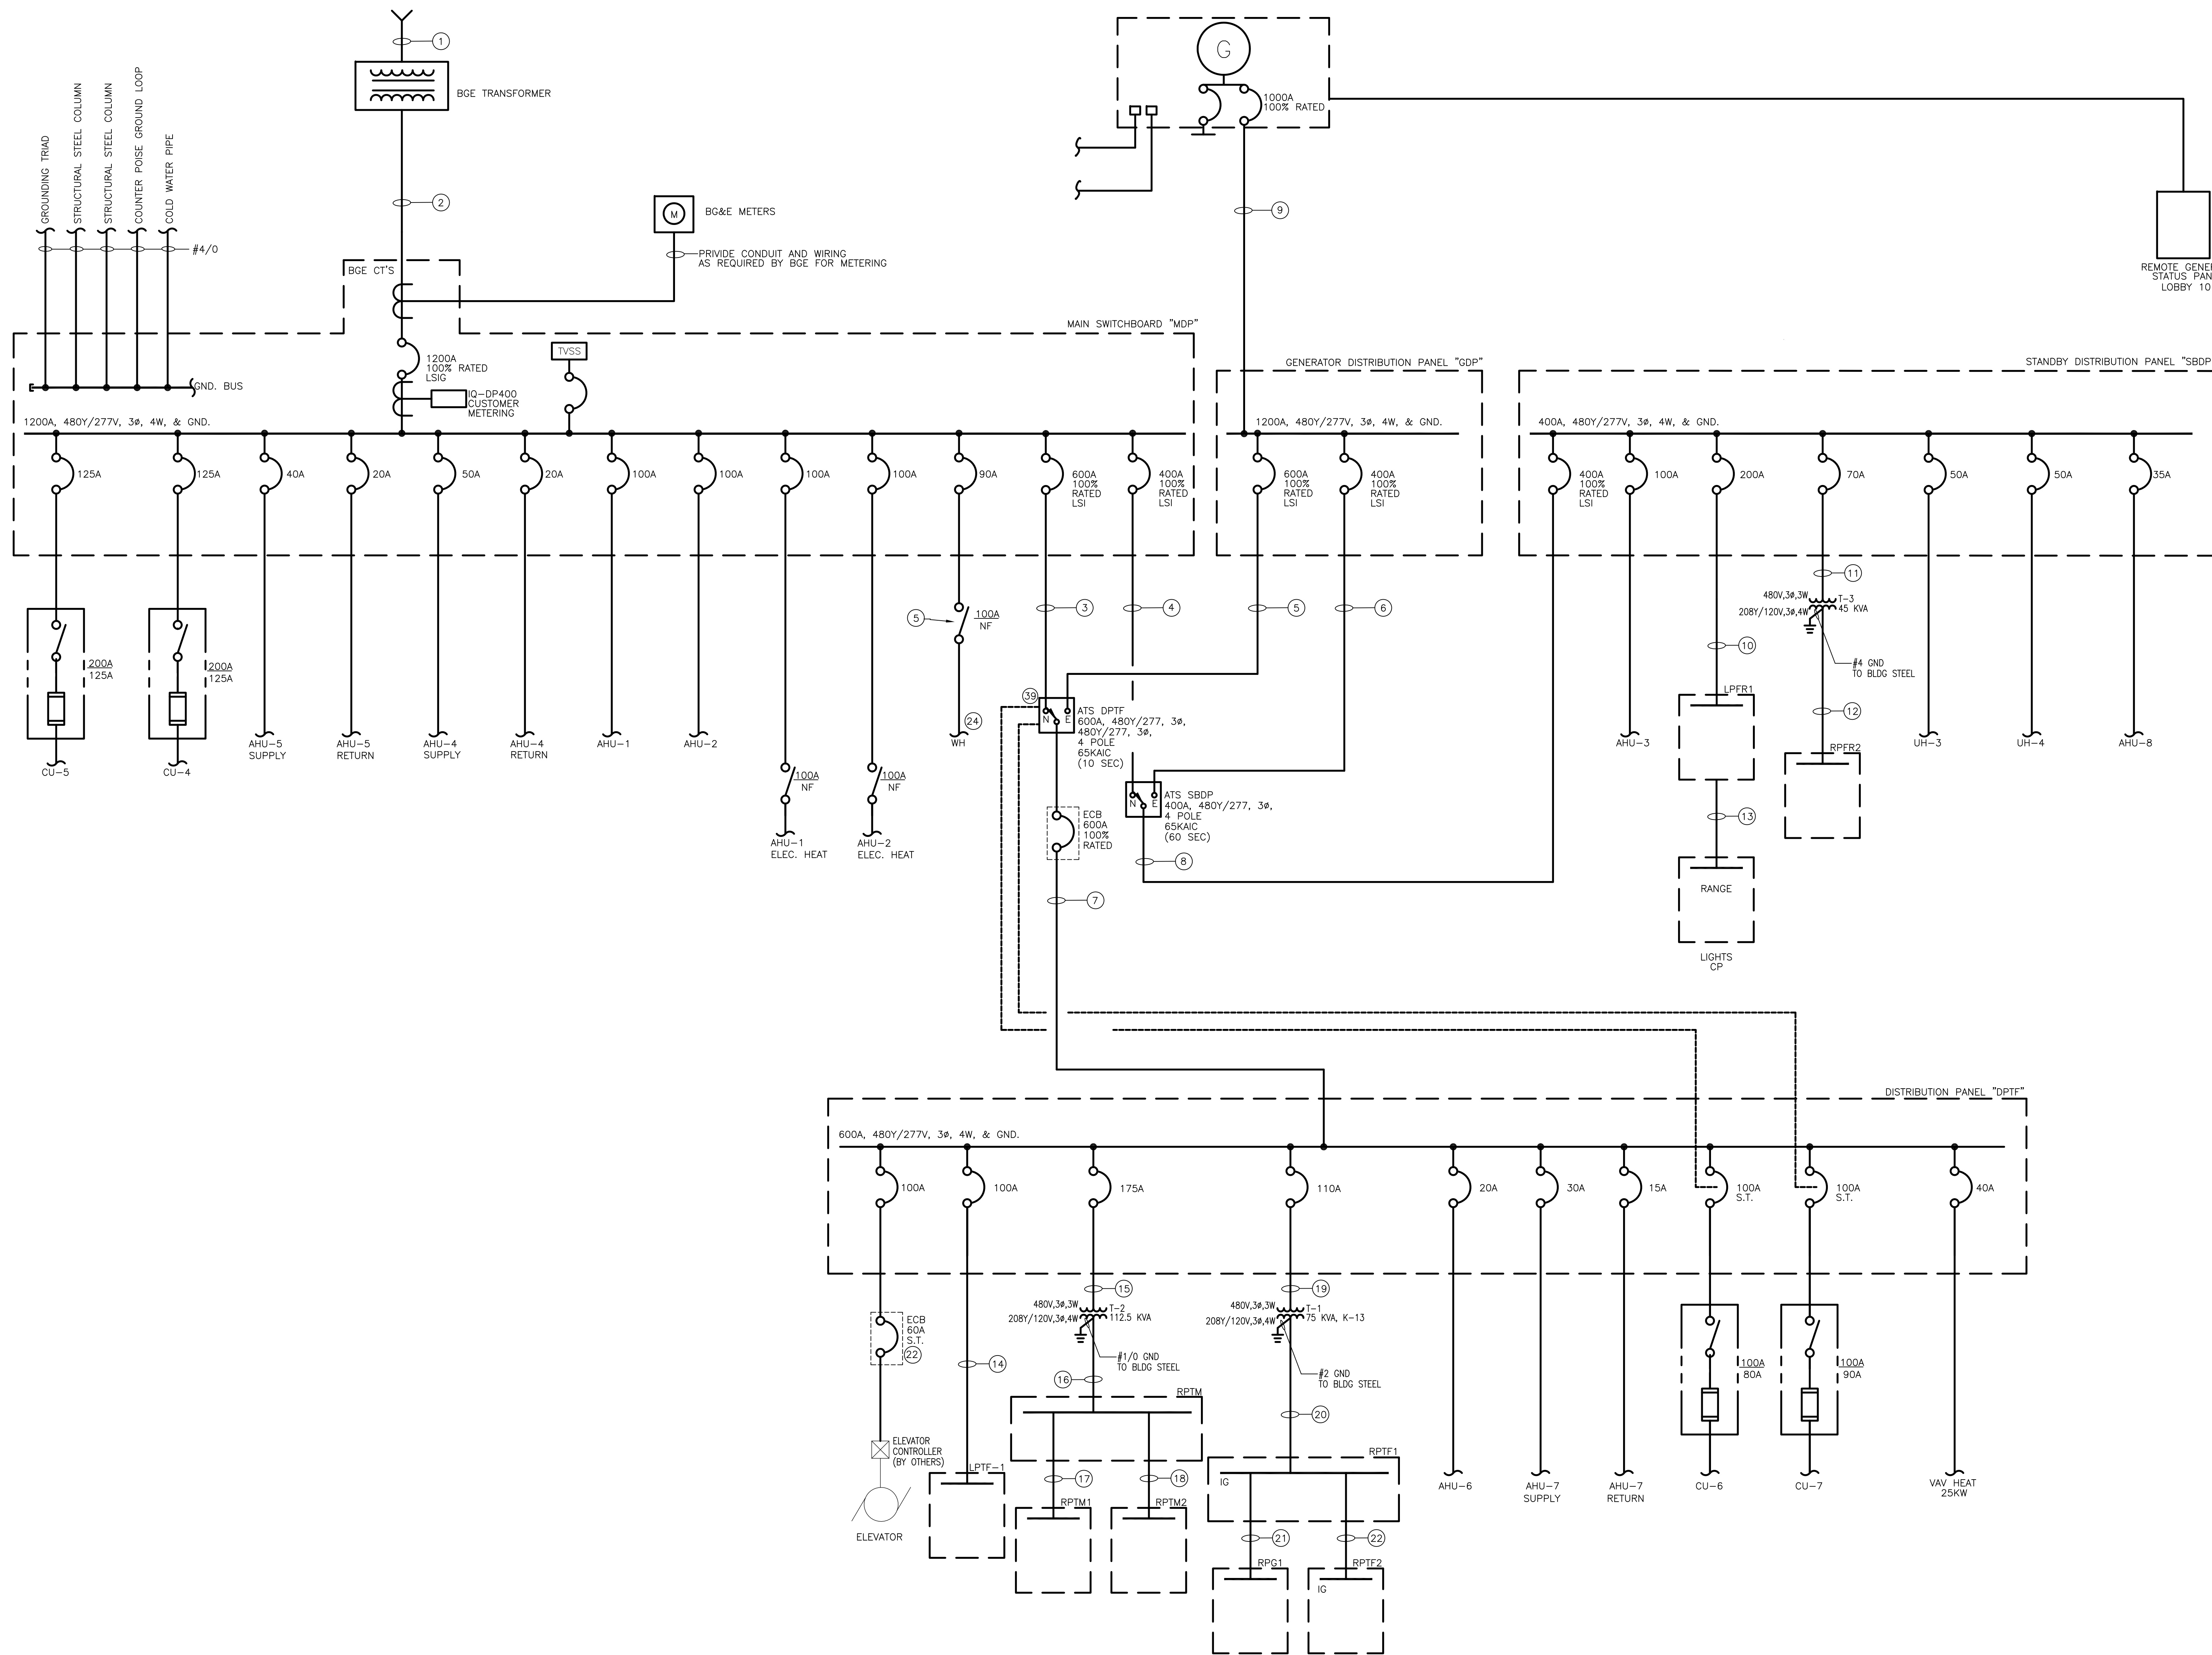 1
BGE TRANSFORMER
2
G
1000A
100% RATED
9
REMOTE GENE
STATUS PAN
LOBBY 10
GROUNDING TRIAD
STRUCTURAL STEEL COLUMN
STRUCTURAL STEEL COLUMN
COUNTER POISE GROUND LOOP
COLD WATER PIPE
#4/0
M
BG&E METERS
PRIVIDE CONDUIT AND WIRING
AS REQUIRED BY BGE FOR METERING
BGE CT'S
MAIN SWITCHBOARD "MDP"
1200A
100% RATED
LSIG
TVSS
GND. BUS
IQ-DP400
CUSTOMER
METERING
1200A, 480Y/277V, 3ø, 4W, & GND.
125A
125A
40A
20A
50A
20A
100A
100A
100A
100A
90A
600A
100%
RATED
LSI
400A
100%
RATED
LSI
GENERATOR DISTRIBUTION PANEL "GDP"
1200A, 480Y/277V, 3ø, 4W, & GND.
600A
100%
RATED
LSI
400A
100%
RATED
LSI
STANDBY DISTRIBUTION PANEL "SBDP
400A, 480Y/277V, 3ø, 4W, & GND.
400A
100%
RATED
LSI
100A
200A
70A
50A
50A
35A
200A
125A
CU-5
200A
125A
CU-4
AHU-5
SUPPLY
AHU-5
RETURN
AHU-4
SUPPLY
AHU-4
RETURN
AHU-1
AHU-2
100A
NF
AHU-1
ELEC. HEAT
100A
NF
AHU-2
ELEC. HEAT
5
100A
NF
24
WH
3
4
5
6
39
N
E
ATS DPTF
600A, 480Y/277, 3ø,
480Y/277, 3ø,
4 POLE
65KAIC
(10 SEC)
N
E
ATS SBDP
400A, 480Y/277, 3ø,
4 POLE
65KAIC
(60 SEC)
ECB
600A
100%
RATED
8
7
AHU-3
10
LPFR1
13
RANGE
LIGHTS
CP
11
480V,3ø,3W
208Y/120V,3ø,4W
T-3
45 KVA
#4 GND
TO BLDG STEEL
12
RPFR2
UH-3
UH-4
AHU-8
DISTRIBUTION PANEL "DPTF"
600A, 480Y/277V, 3ø, 4W, & GND.
100A
100A
175A
110A
20A
30A
15A
100A
S.T.
100A
S.T.
40A
ECB
60A
S.T.
22
ELEVATOR
CONTROLLER
(BY OTHERS)
ELEVATOR
14
LPTF-1
15
480V,3ø,3W
208Y/120V,3ø,4W
T-2
112.5 KVA
#1/0 GND
TO BLDG STEEL
16
RPTM
17
18
RPTM1
RPTM2
19
480V,3ø,3W
208Y/120V,3ø,4W
T-1
75 KVA, K-13
#2 GND
TO BLDG STEEL
20
RPTF1
IG
21
22
RPG1
RPTF2
IG
AHU-6
AHU-7
SUPPLY
AHU-7
RETURN
100A
80A
CU-6
100A
90A
CU-7
VAV HEAT
25KW